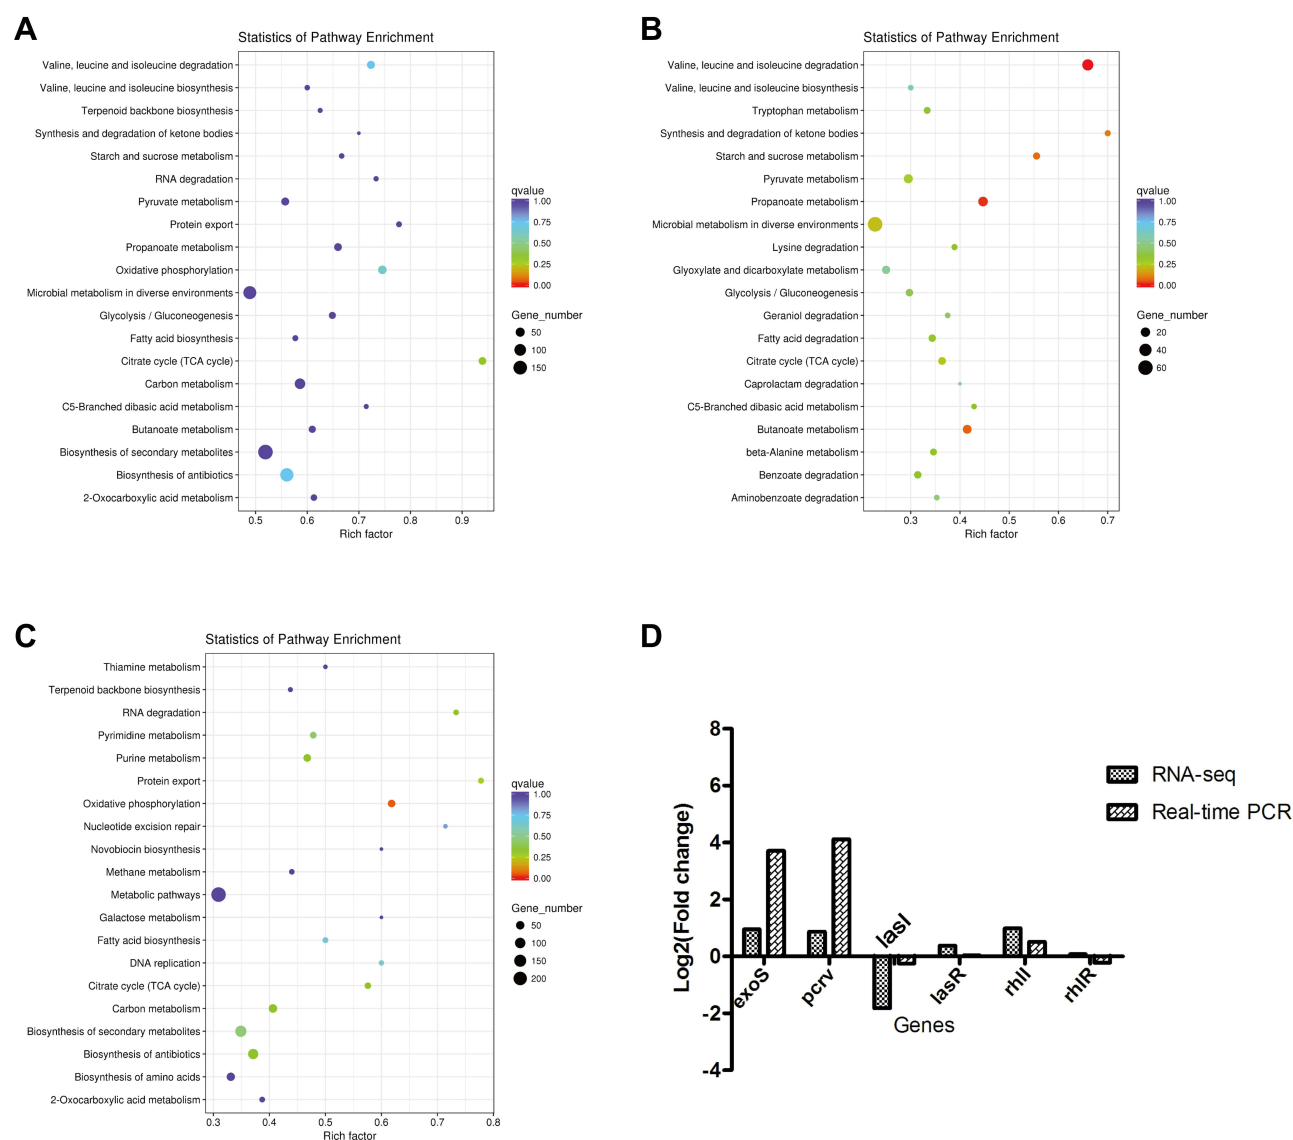 A
Statistics of Pathway Enrichment
Valine, leucine and isoleucine degradation
Valine, leucine and isoleucine biosynthesis
Terpenoid backbone biosynthesis
Synthesis and degradation of ketone bodies
Starch and sucrose metabolism
RNA degradation
Pyruvate metabolism
Protein export
Propanoate metabolism
Oxidative phosphorylation
Microbial metabolism in diverse environments
Glycolysis / Gluconeogenesis
Fatty acid biosynthesis
Citrate cycle (TCA cycle)
Carbon metabolism
C5-Branched dibasic acid metabolism
Butanoate metabolism
Biosynthesis of secondary metabolites
Biosynthesis of antibiotics
2-Oxocarboxylic acid metabolism
0.5 0.6 0.7 0.8 0.9
Rich factor
qvalue
1.00
0.75
0.50
0.25
0.00
Gene_number
50
100
150
B
Statistics of Pathway Enrichment
Valine, leucine and isoleucine degradation
Valine, leucine and isoleucine biosynthesis
Tryptophan metabolism
Synthesis and degradation of ketone bodies
Starch and sucrose metabolism
Pyruvate metabolism
Propanoate metabolism
Microbial metabolism in diverse environments
Lysine degradation
Glyoxylate and dicarboxylate metabolism
Glycolysis / Gluconeogenesis
Geraniol degradation
Fatty acid degradation
Citrate cycle (TCA cycle)
Caprolactam degradation
C5-Branched dibasic acid metabolism
Butanoate metabolism
beta-Alanine metabolism
Benzoate degradation
Aminobenzoate degradation
0.3 0.4 0.5 0.6 0.7
Rich factor
qvalue
1.00
0.75
0.50
0.25
0.00
Gene_number
20
40
60
C
Statistics of Pathway Enrichment
Thiamine metabolism
Terpenoid backbone biosynthesis
RNA degradation
Pyrimidine metabolism
Purine metabolism
Protein export
Oxidative phosphorylation
Nucleotide excision repair
Novobiocin biosynthesis
Methane metabolism
Metabolic pathways
Galactose metabolism
Fatty acid biosynthesis
DNA replication
Citrate cycle (TCA cycle)
Carbon metabolism
Biosynthesis of secondary metabolites
Biosynthesis of antibiotics
Biosynthesis of amino acids
2-Oxocarboxylic acid metabolism
0.3 0.4 0.5 0.6 0.7 0.8
Rich factor
qvalue
1.00
0.75
0.50
0.25
0.00
Gene_number
50
100
150
200
D
Log2(Fold change)
8
6
4
2
0
-2
-4
exoS
pcrv
lasI
lasR
rhlI
rhlR
Genes
RNA-seq
Real-time PCR